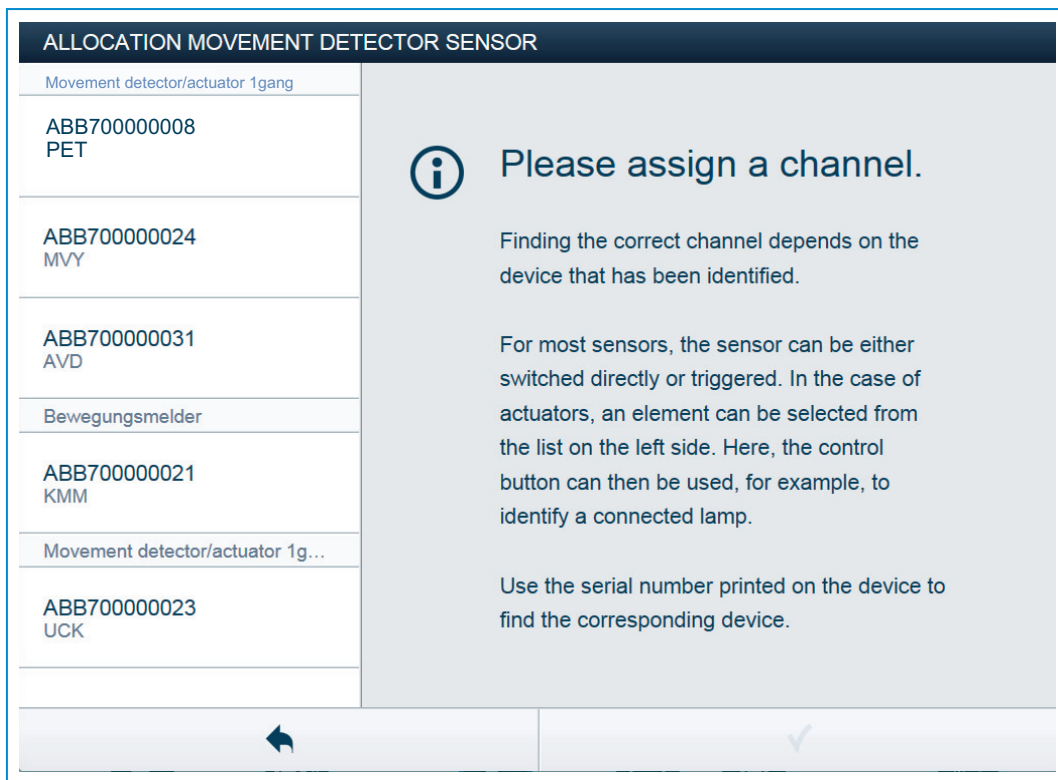 ALLOCATION MOVEMENT DETECTOR SENSOR
Movement detector/actuator 1gang
ABB700000008
PET
ABB700000024
MVY
ABB700000031
AVD
Bewegungsmelder
ABB700000021
KMM
Movement detector/actuator 1g...
ABB700000023
UCK
Please assign a channel.
Finding the correct channel depends on the
device that has been identified.
For most sensors, the sensor can be either
switched directly or triggered. In the case of
actuators, an element can be selected from
the list on the left side. Here, the control
button can then be used, for example, to
identify a connected lamp.
Use the serial number printed on the device to
find the corresponding device.